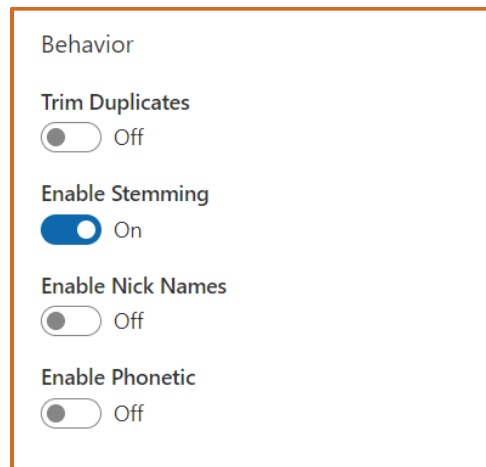 Behavior
Trim Duplicates
Off
Enable Stemming
On
Enable Nick Names
Off
Enable Phonetic
Off